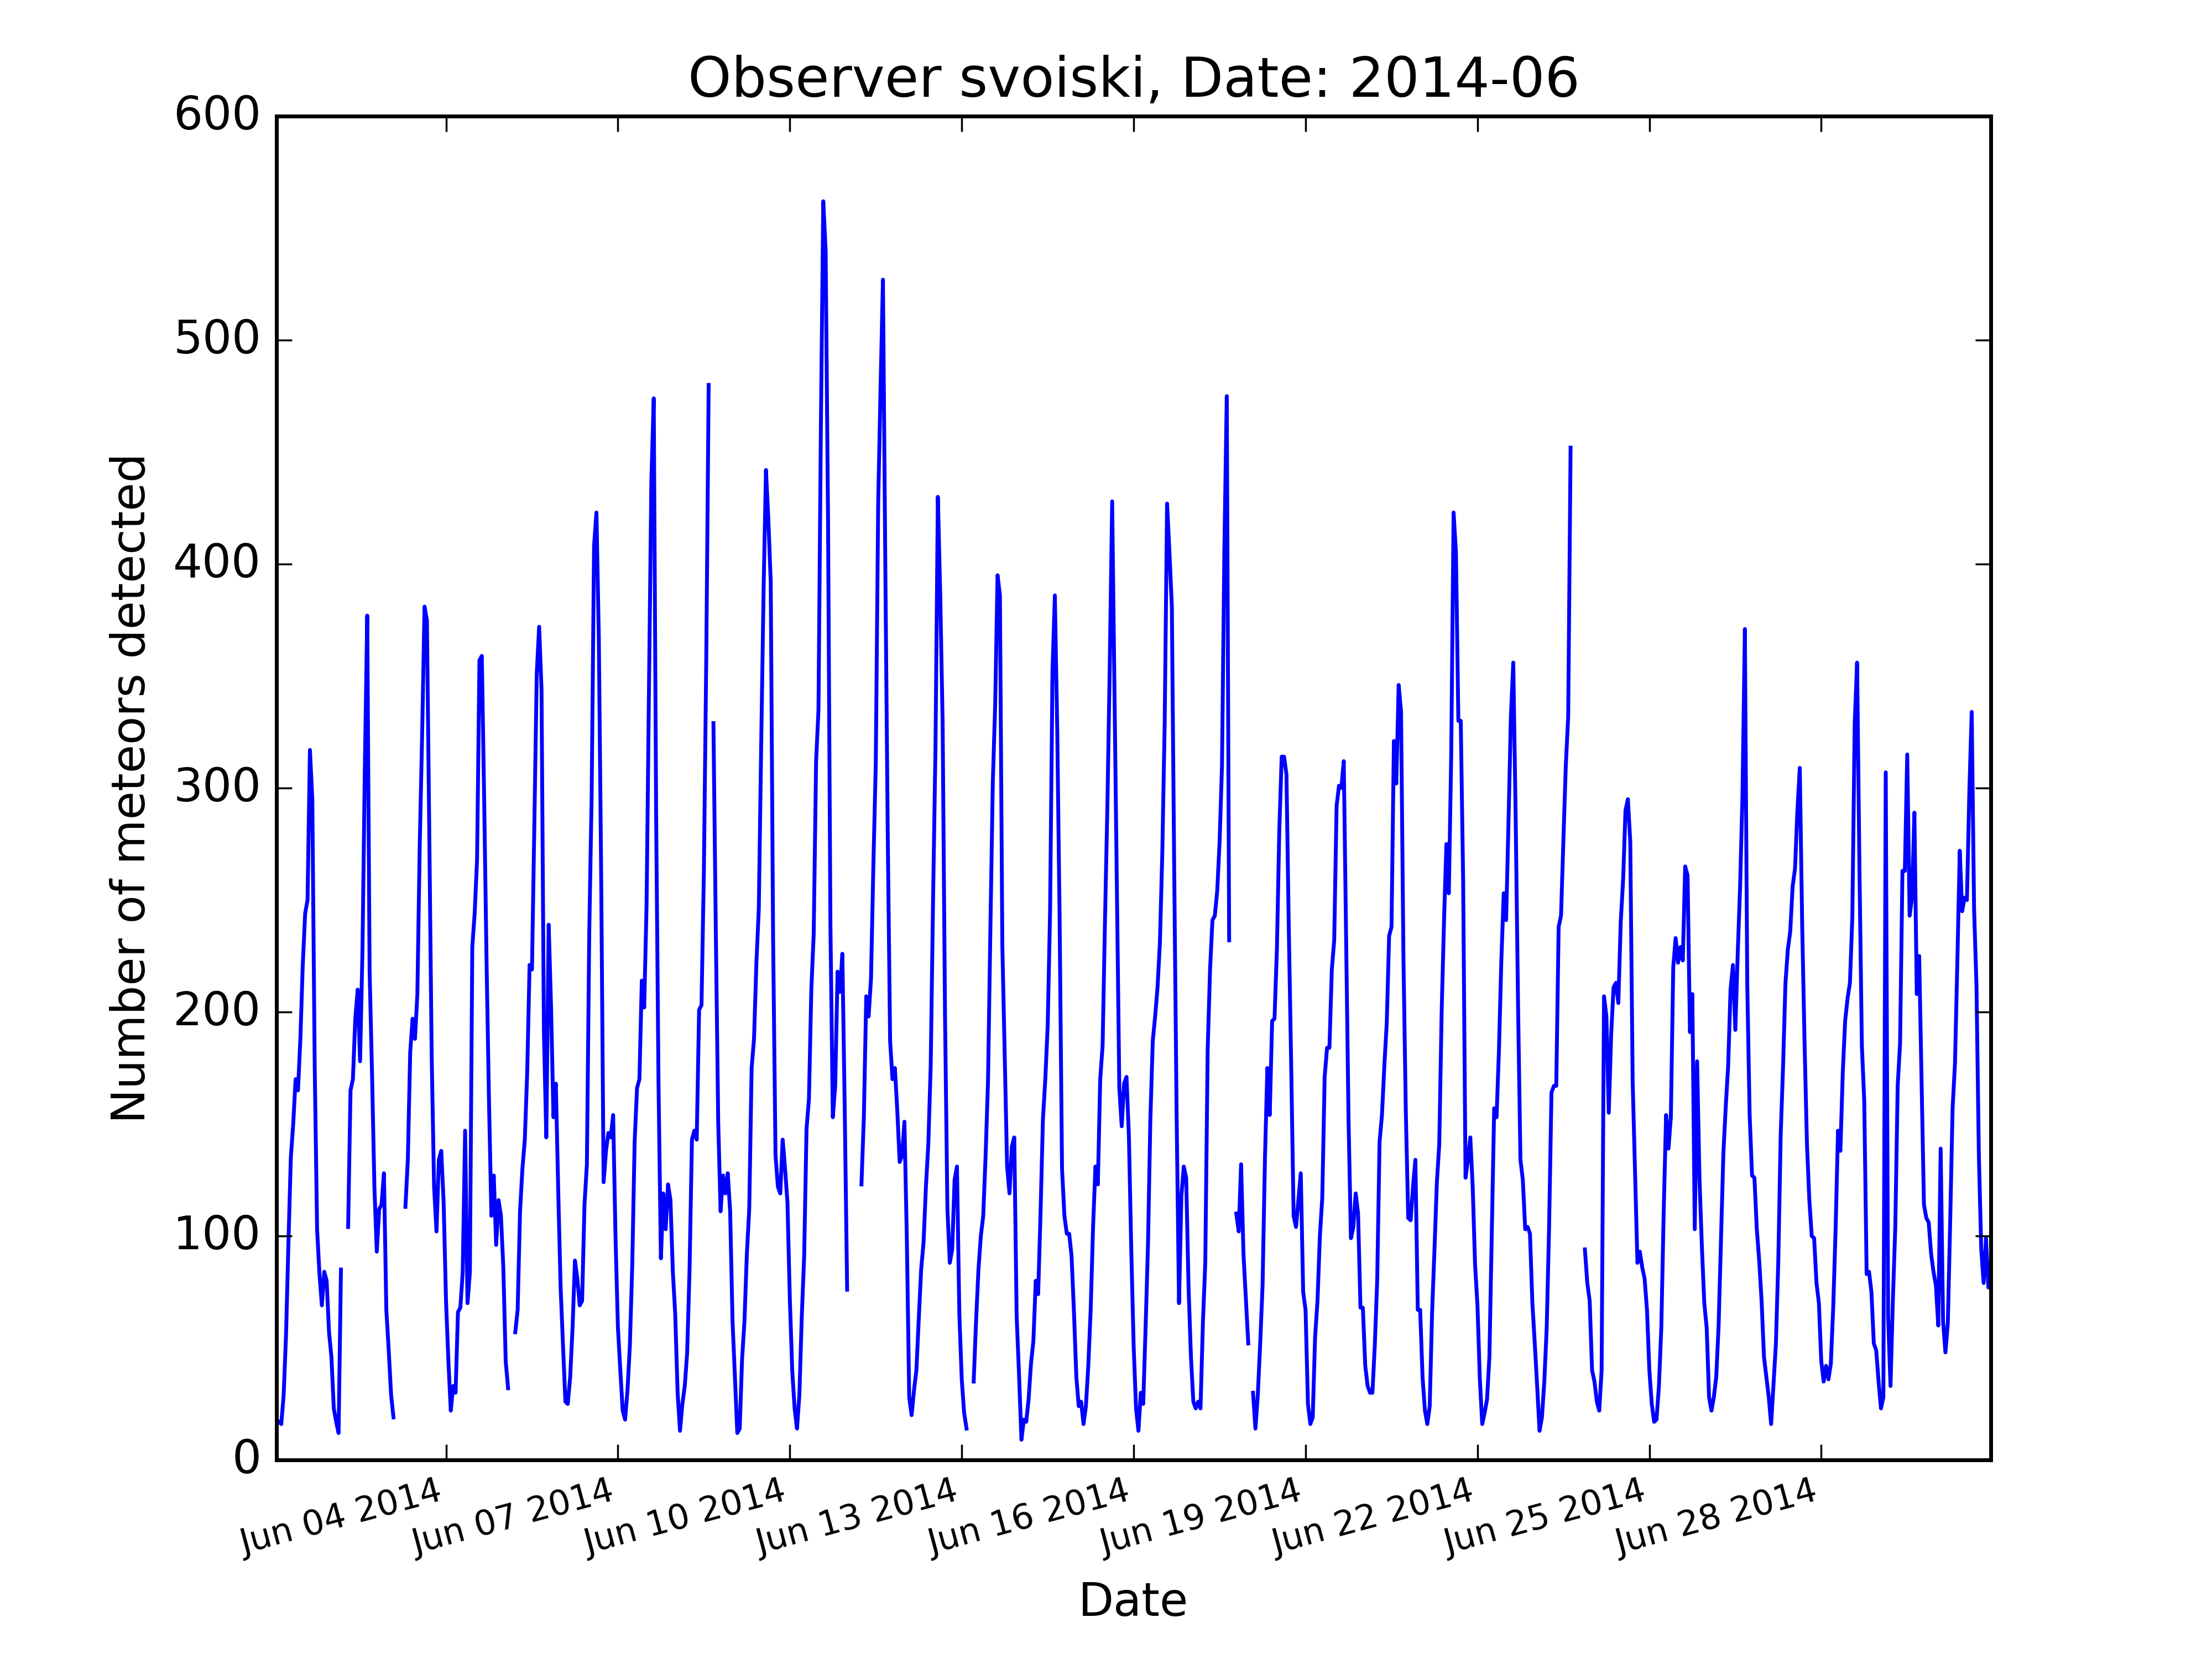 Observer svoiski, Date: 2014-06
600
500
400
300
200
100
0
Number of meteors detected
Jun 04 2014
Jun 07 2014
Jun 10 2014
Jun 13 2014
Jun 16 2014
Jun 19 2014
Jun 22 2014
Jun 25 2014
Jun 28 2014
Date